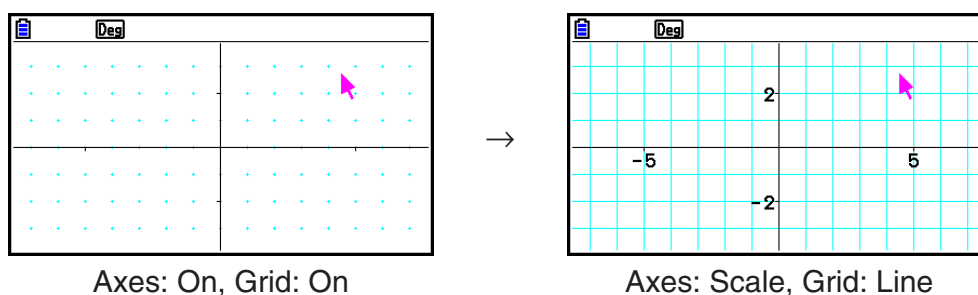 Deg
Deg
2
-5
5
-2
→
Axes: On, Grid: On
Axes: Scale, Grid: Line